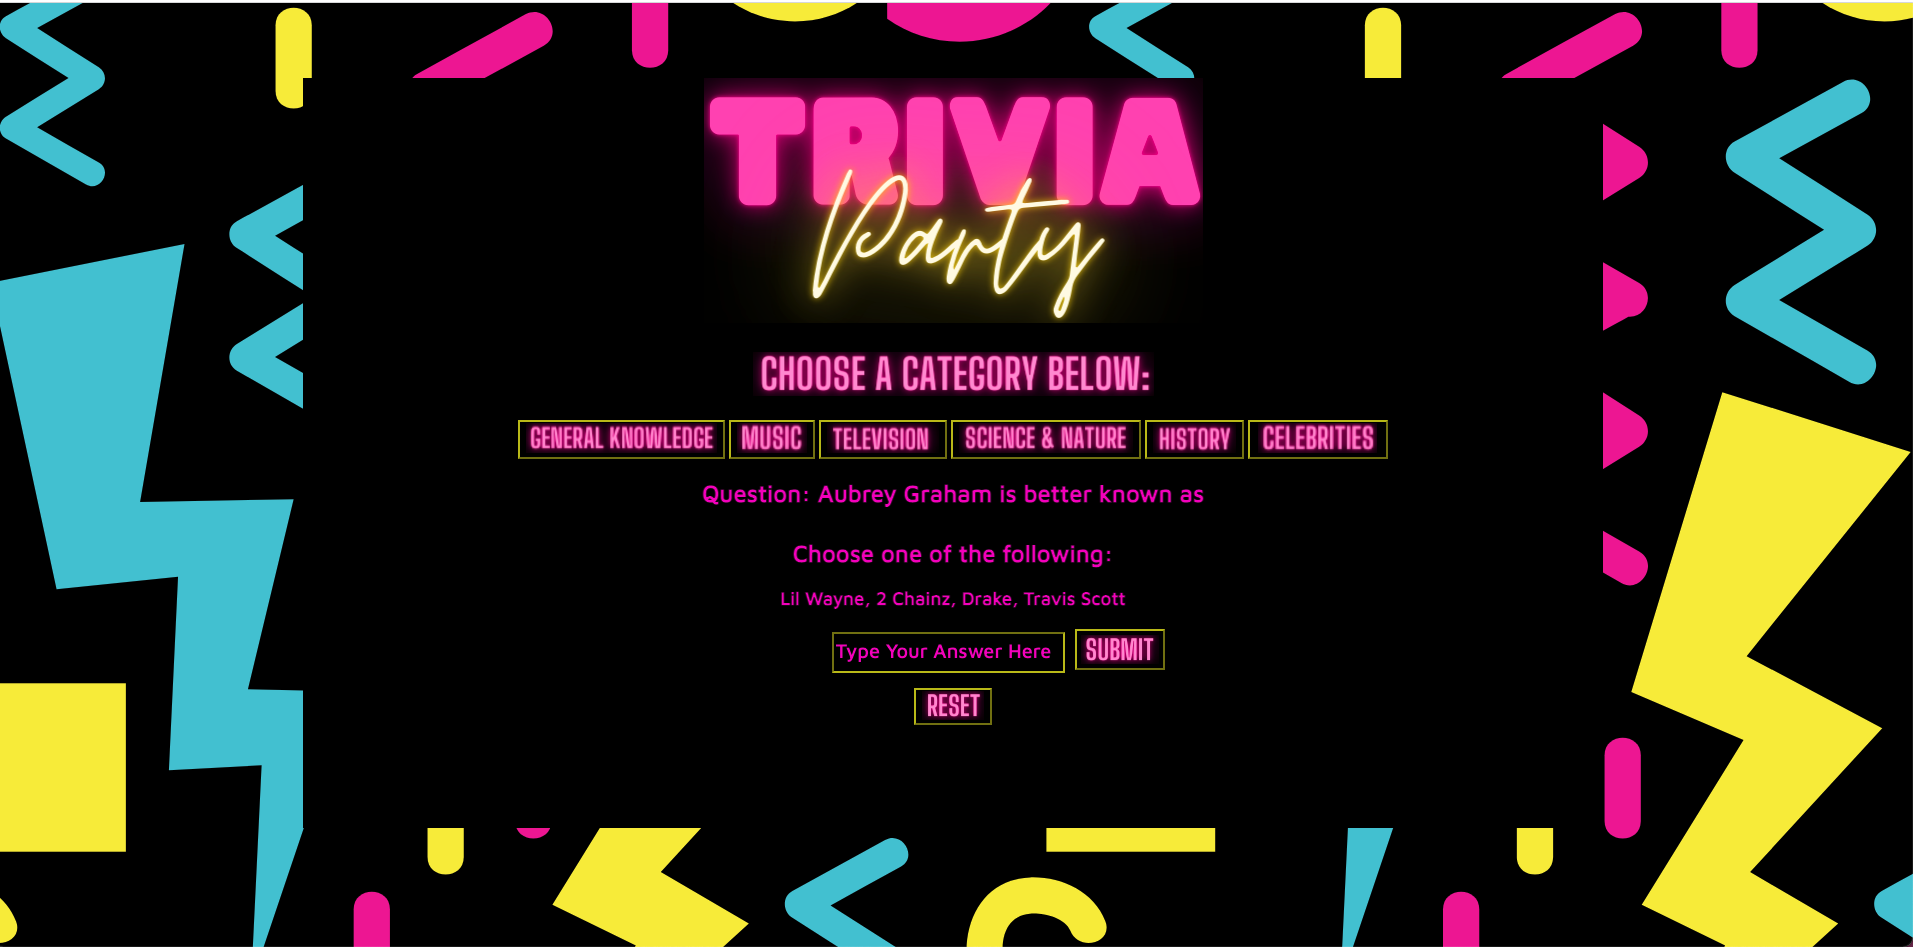 TRIVIA
Party
CHOOSE A CATEGORY BELOW:
GENERAL KNOWLEDGE MUSIC TELEVISION SCIENCE & NATURE HISTORY CELEBRITIES
Question: Aubrey Graham is better known as
Choose one of the following:
Lil Wayne, 2 Chainz, Drake, Travis Scott
Type Your Answer Here SUBMIT
RESET